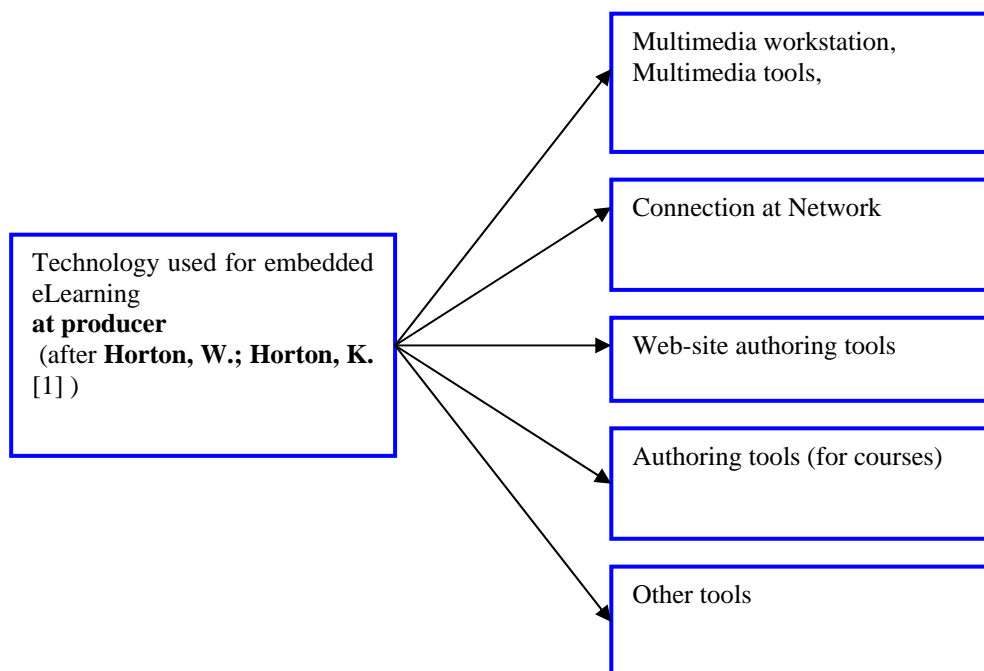 Multimedia workstation,
Multimedia tools,
Connection at Network
Technology used for embedded
eLearning
at producer
(after Horton, W.; Horton, K.
[1] )
Web-site authoring tools
Authoring tools (for courses)
Other tools